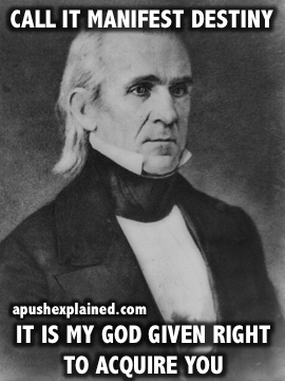 CALL IT MANIFEST DESTINY
apushexplained.com
IT IS MY GOD GIVEN RIGHT
TO ACQUIRE YOU